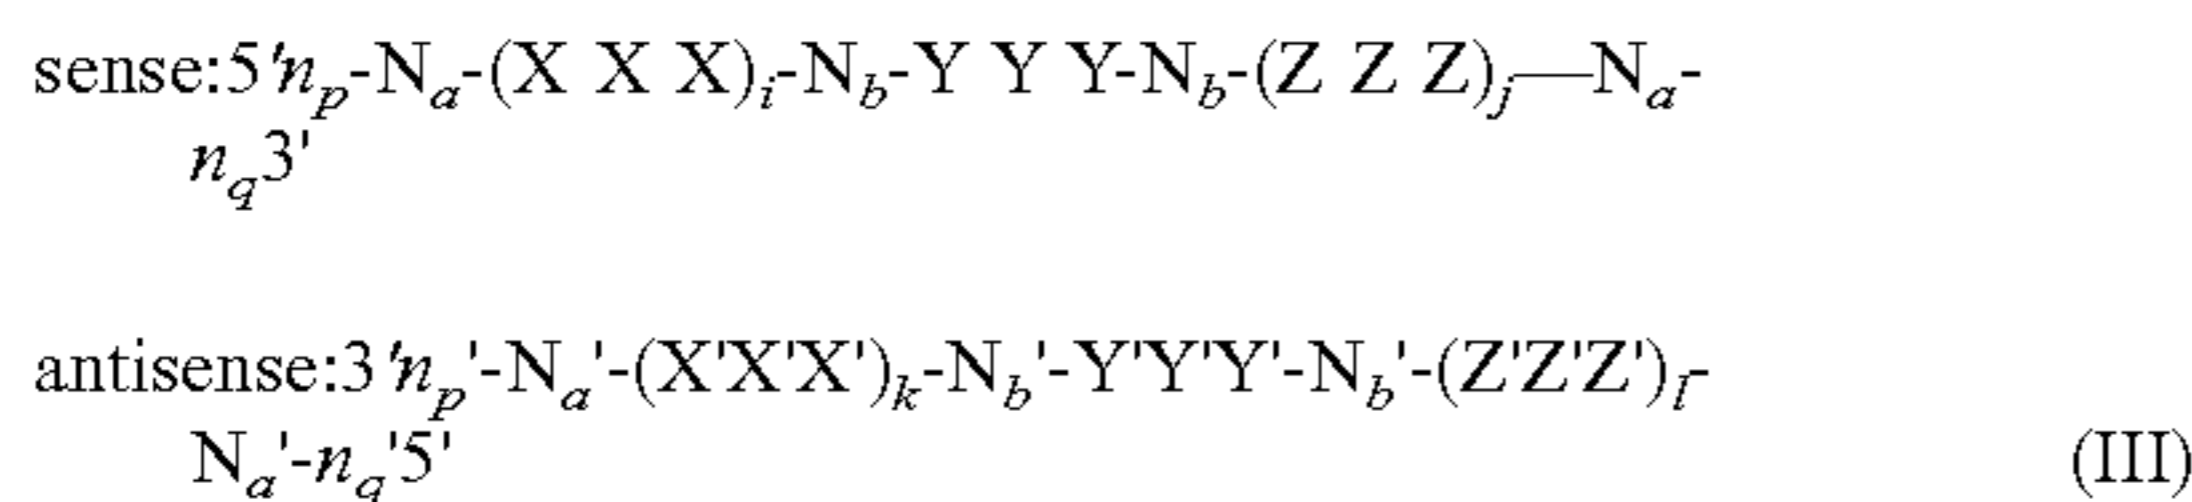 sense:5'n_p-N_a-(X X X)_i-N_b-Y Y Y-N_b-(Z Z Z)_j—N_a-
n_q3'
antisense:3'n_p'-N_a'-(X'X'X')_k-N_b'-Y'Y'Y'-N_b'-(Z'Z'Z')_l-
N_a'-n_q'5' (III)